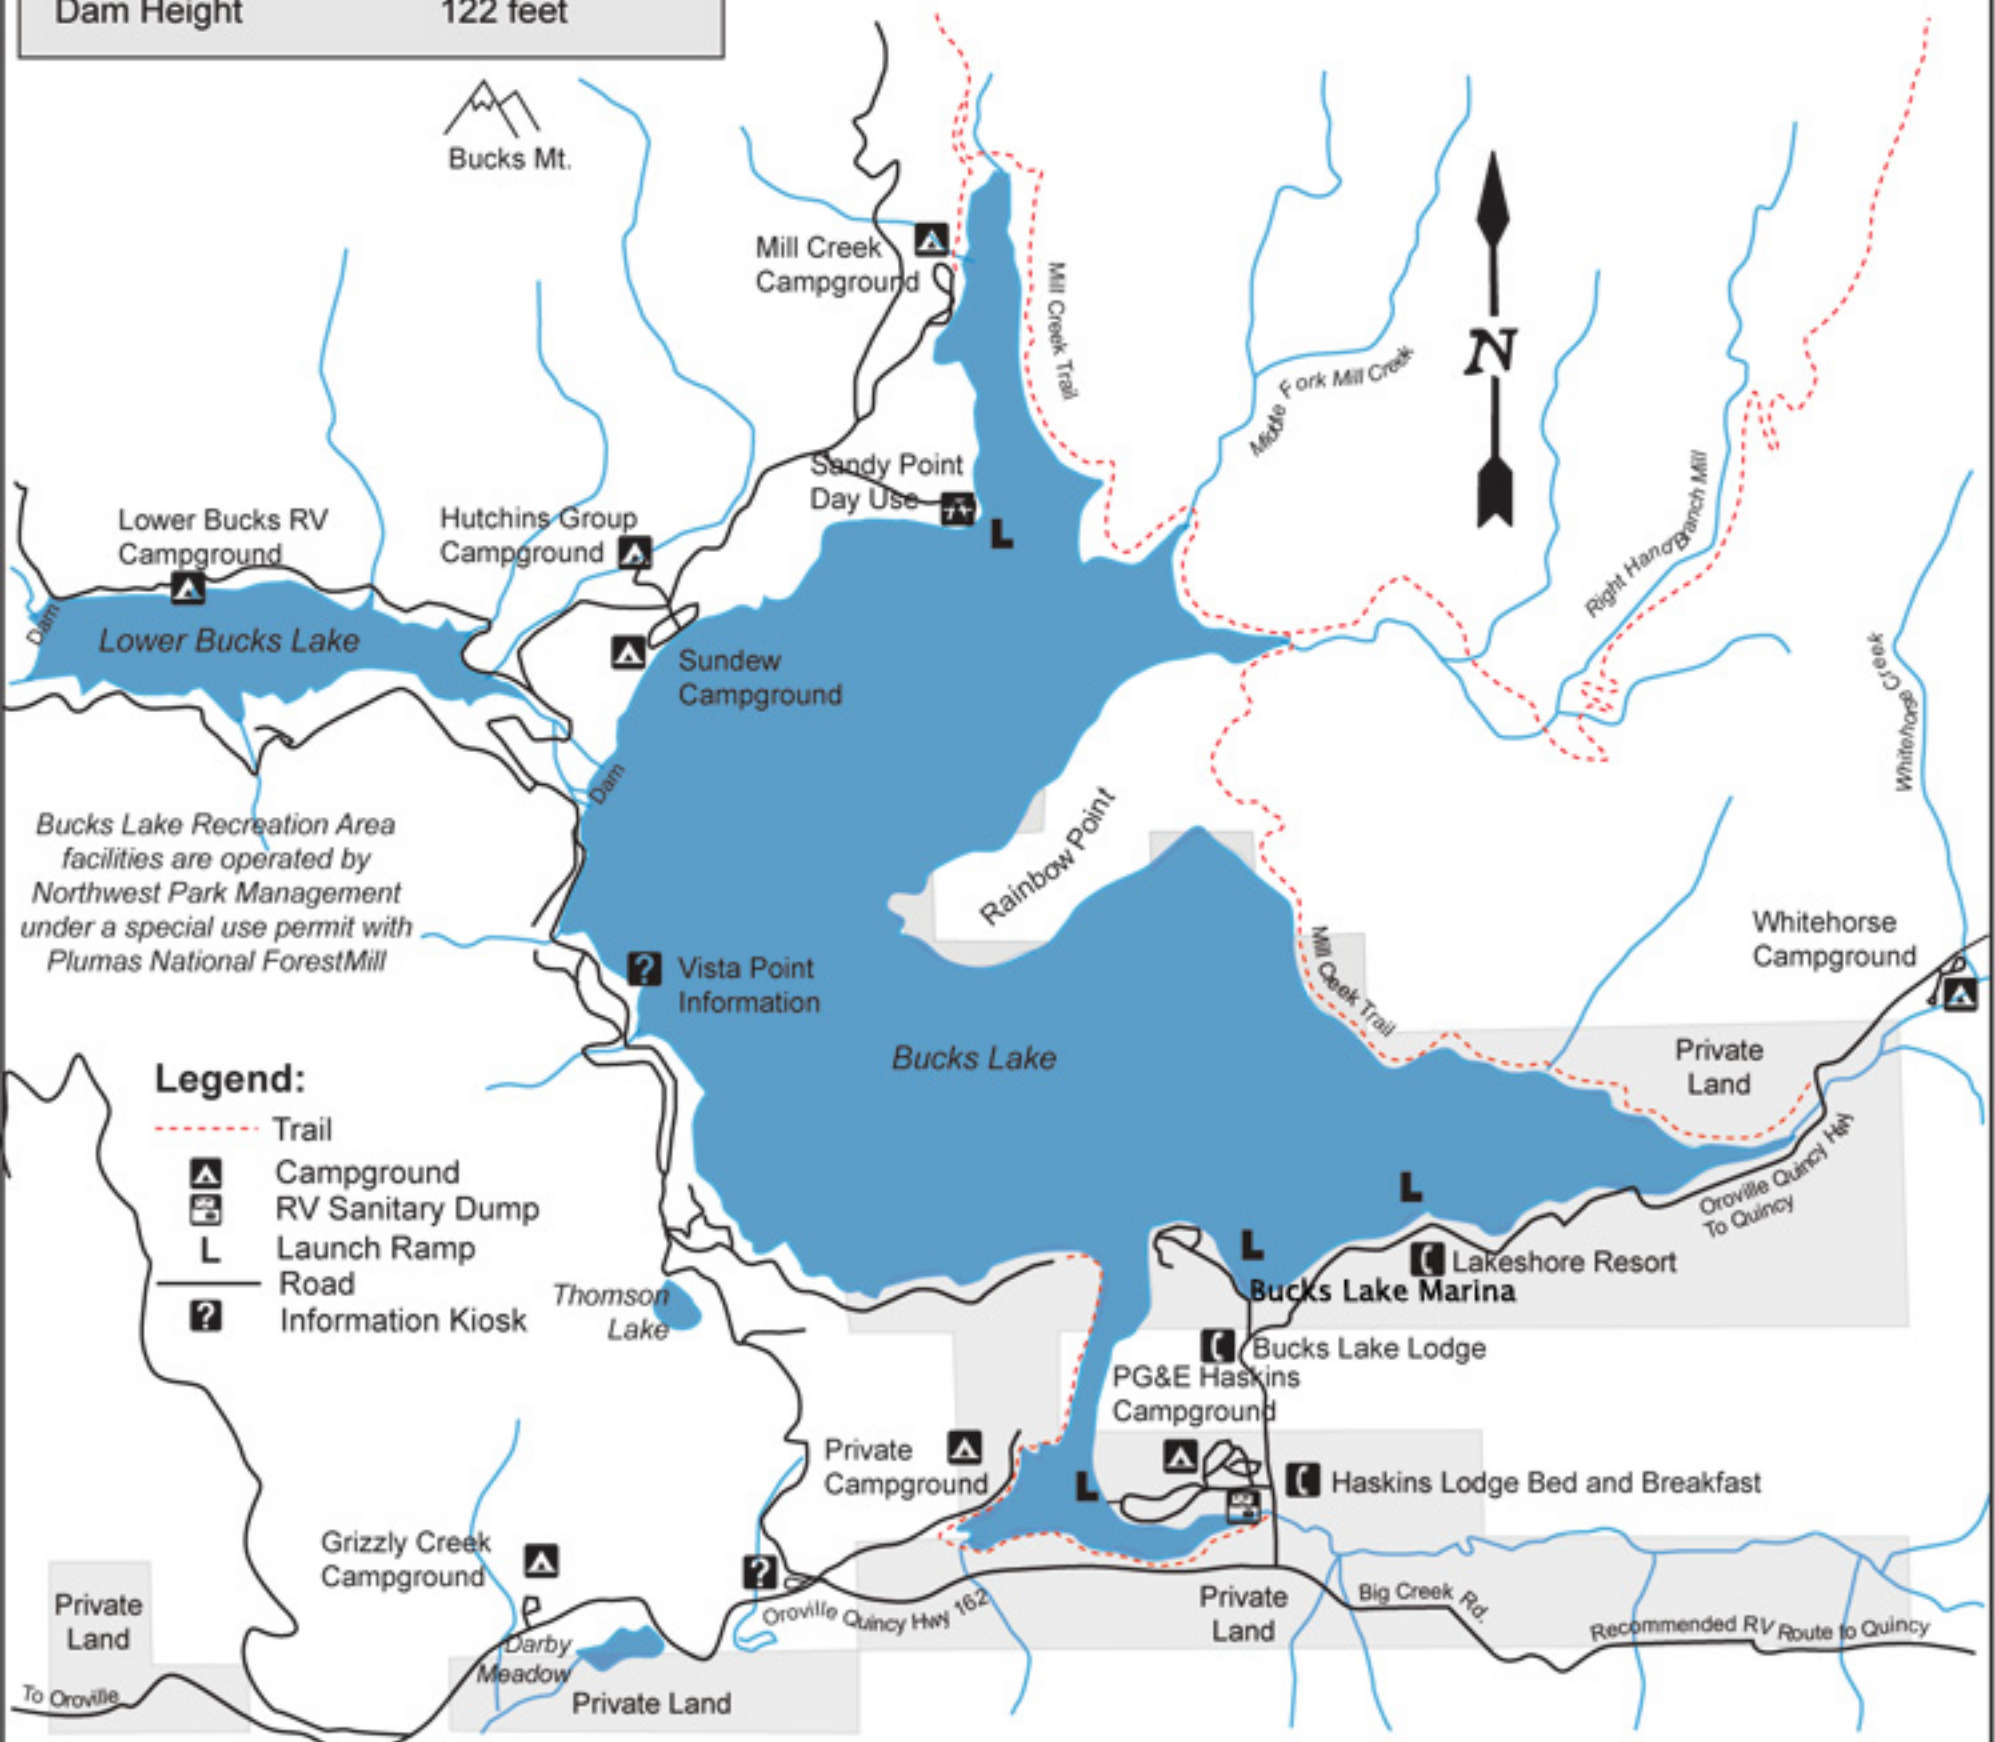 Dam Height 122 feet
Bucks Mt.
Mill Creek
Campground
Mill Creek Trail
N
Middle Fork Mill Creek
Sandy Point
Day Use
L
Lower Bucks RV
Campground
Hutchins Group
Campground
Right Hand Branch Mill
Dam
Lower Bucks Lake
Sundew
Campground
Whitehorse Creek
Dam
Bucks Lake Recreation Area
facilities are operated by
Northwest Park Management
under a special use permit with
Plumas National ForestMill
Rainbow Point
Whitehorse
Campground
Mill Creek Trail
? Vista Point
Information
Bucks Lake
Private
Land
Legend:
Trail
Campground
RV Sanitary Dump
L Launch Ramp
Road
? Information Kiosk
Oroville Quincy Hwy
To Quincy
L
L
Lakeshore Resort
Bucks Lake Marina
Thomson
Lake
Bucks Lake Lodge
PG&E Haskins
Campground
Private
Campground
L
Haskins Lodge Bed and Breakfast
Grizzly Creek
Campground
?
Private
Land
Oroville Quincy Hwy 162
Private
Land
Big Creek Rd.
Recommended RV Route to Quincy
Darby
Meadow
To Oroville
Private Land